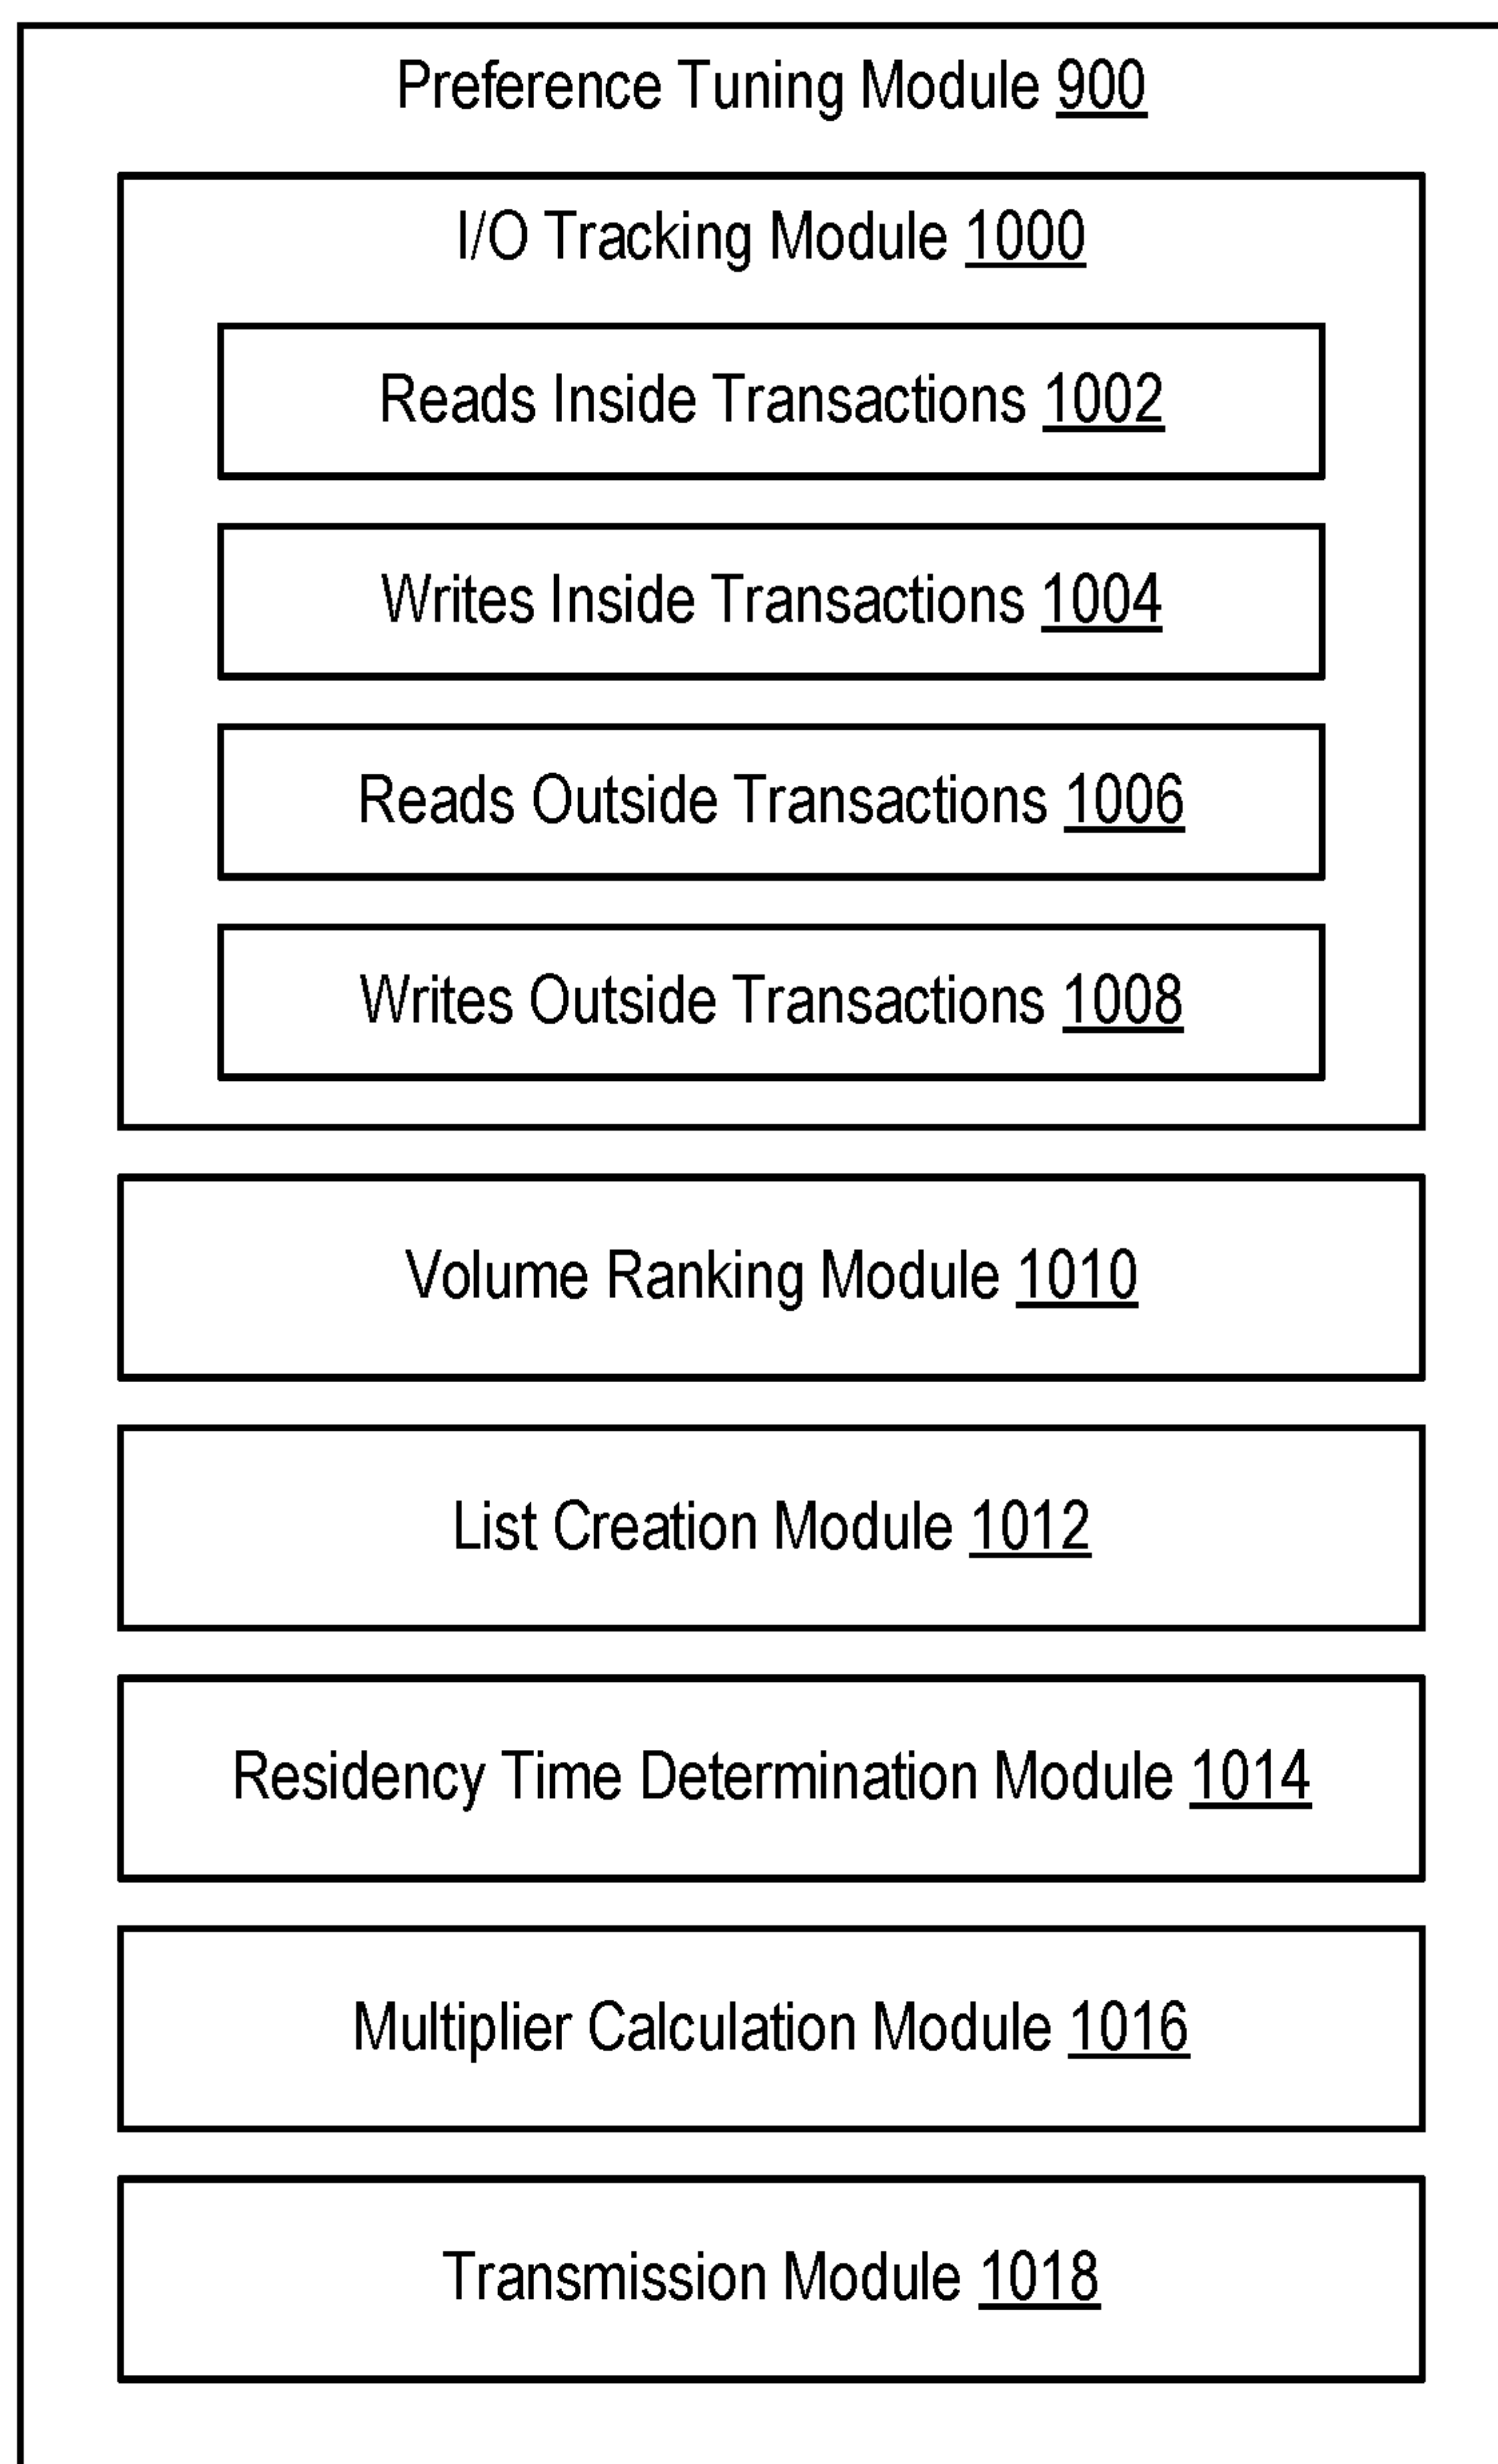 Preference Tuning Module 900
I/O Tracking Module 1000
Reads Inside Transactions 1002
Writes Inside Transactions 1004
Reads Outside Transactions 1006
Writes Outside Transactions 1008
Volume Ranking Module 1010
List Creation Module 1012
Residency Time Determination Module 1014
Multiplier Calculation Module 1016
Transmission Module 1018